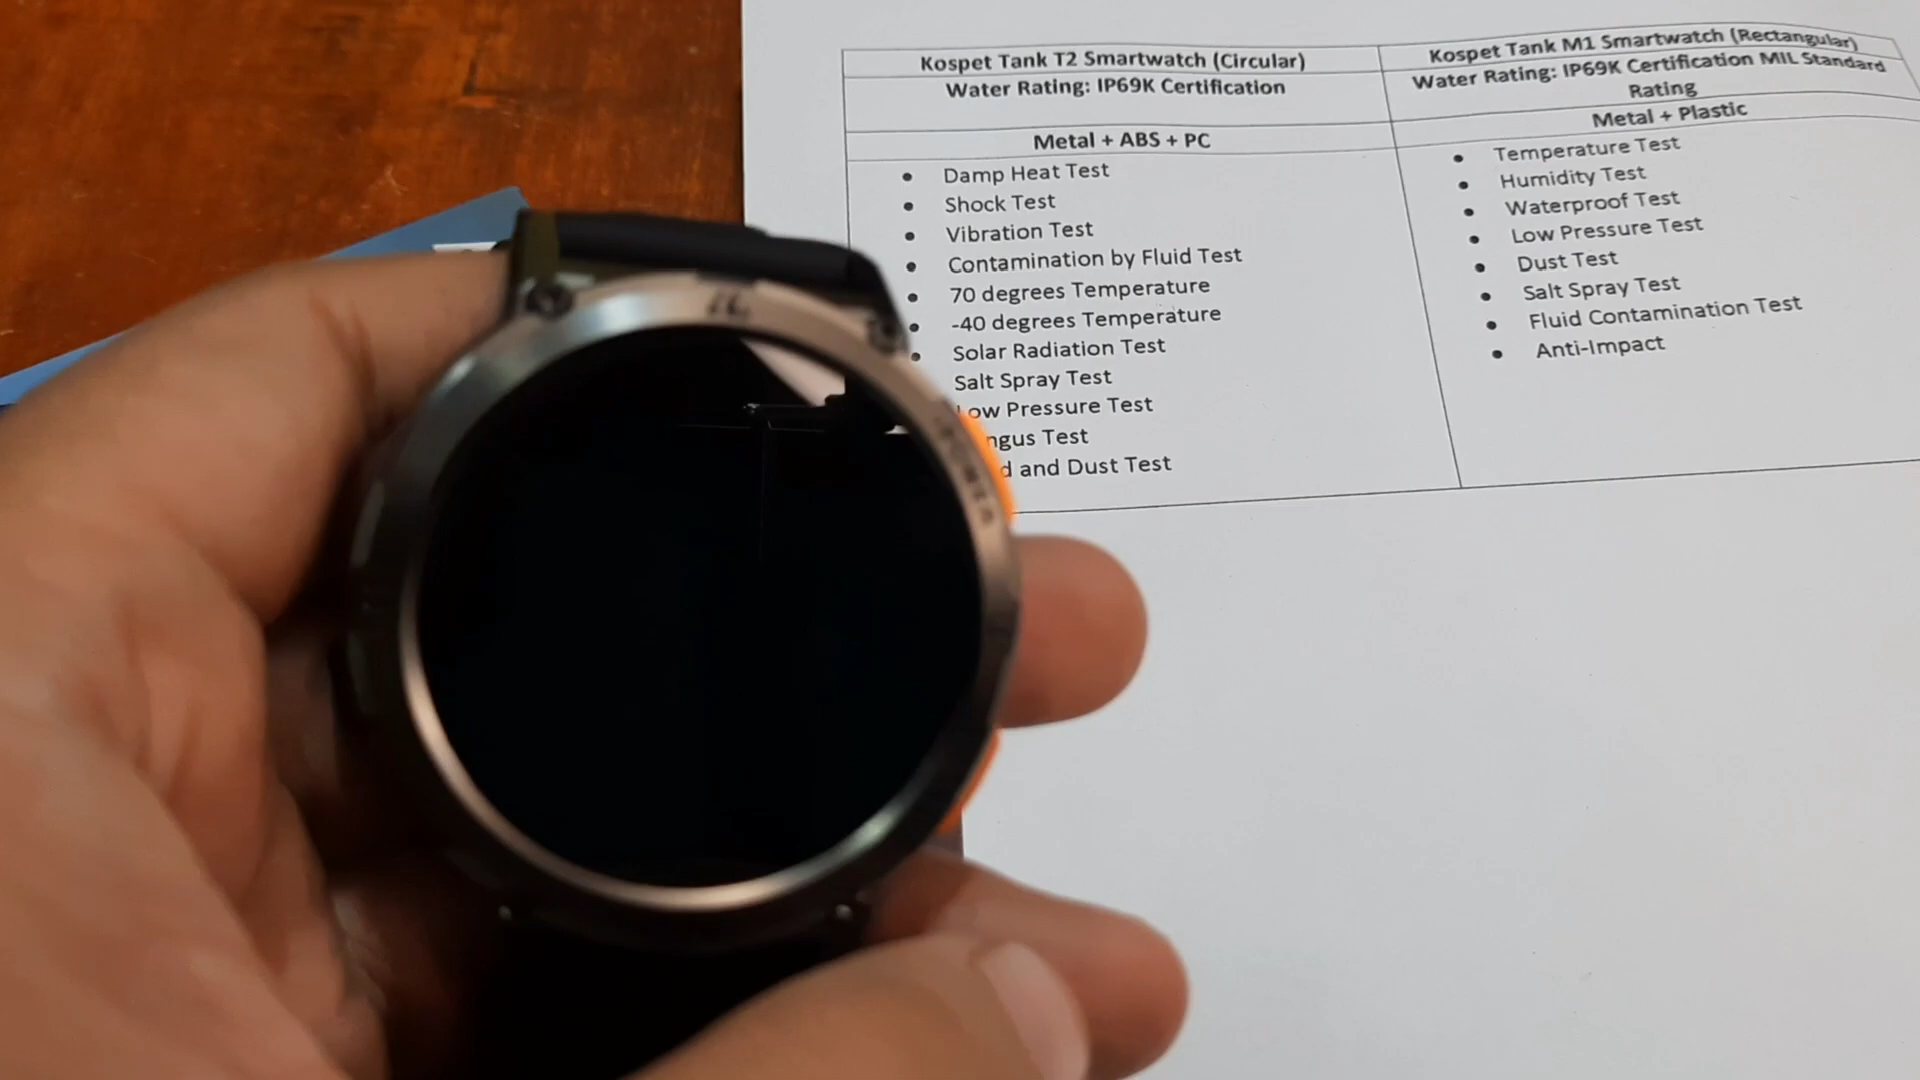 Kospet Tank T2 Smartwatch (Circular)
Water Rating: IP69K Certification
Metal + ABS + PC
• Damp Heat Test
• Shock Test
• Vibration Test
• Contamination by Fluid Test
• 70 degrees Temperature
• -40 degrees Temperature
• Solar Radiation Test
Salt Spray Test
Low Pressure Test
Test
and Dust Test
Kospet Tank M1 Smartwatch (Rectangular)
Water Rating: IP69K Certification MIL Standard
Rating
Metal + Plastic
• Temperature Test
• Humidity Test
• Waterproof Test
• Low Pressure Test
• Dust Test
• Salt Spray Test
• Fluid Contamination Test
• Anti-Impact